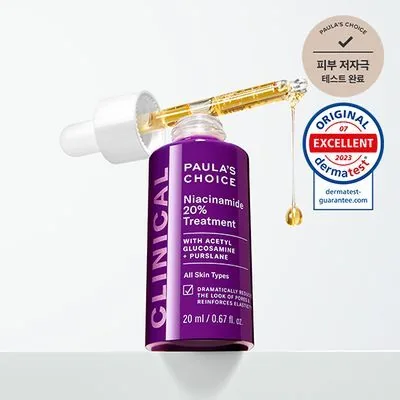 PAULA'S CHOICE
피부 저자극
테스트 완료
ORIGINAL
07
EXCELLENT
2023
dermatest®
dermatest-
guarantee.com
CLINICAL
PAULA'S
CHOICE
Niacinamide
20%
Treatment
WITH ACETYL
GLUCOSAMINE
+ PURSLANE
All Skin Types
DRAMATICALLY
THE LOOK OF PORES
REINFORCES
20 ml / 0.67 fl. oz.